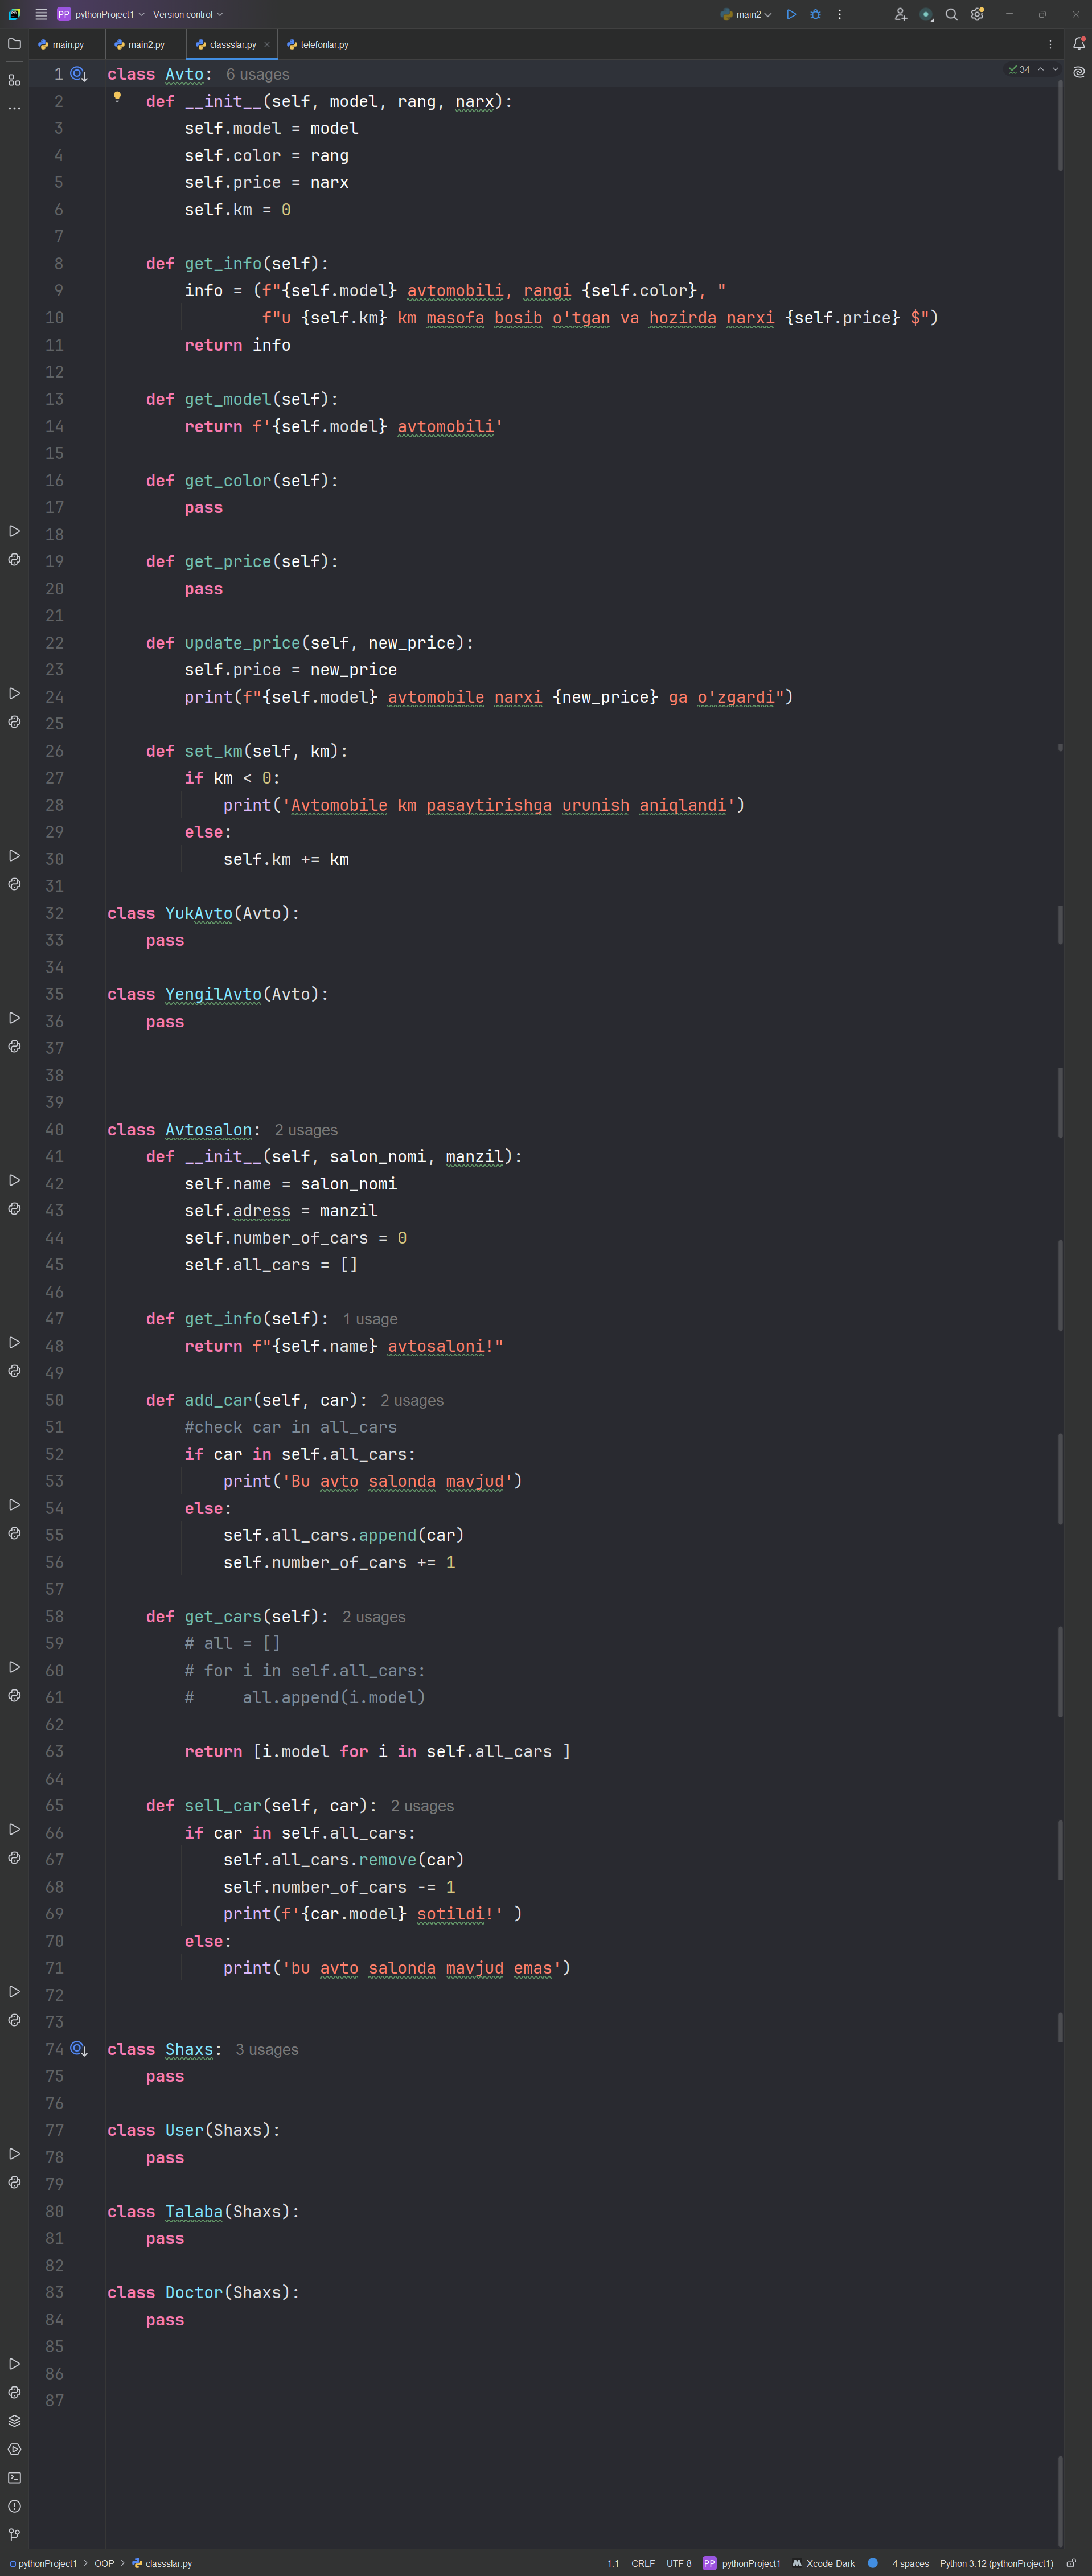 PP pythonProject1 Version control main2
main.py main2.py classslar.py telefonlar.py
34
1 class Avto: 6 usages
2     def __init__(self, model, rang, narx):
3         self.model = model
4         self.color = rang
5         self.price = narx
6         self.km = 0
7
8     def get_info(self):
9         info = (f"{self.model} avtomobili, rangi {self.color}, "
10                 f"u {self.km} km masofa bosib o'tgan va hozirda narxi {self.price} $")
11         return info
12
13     def get_model(self):
14         return f'{self.model} avtomobili'
15
16     def get_color(self):
17         pass
18
19     def get_price(self):
20         pass
21
22     def update_price(self, new_price):
23         self.price = new_price
24         print(f"{self.model} avtomobile narxi {new_price} ga o'zgardi")
25
26     def set_km(self, km):
27         if km < 0:
28             print('Avtomobile km pasaytirishga urunish aniqlandi')
29         else:
30             self.km += km
31
32 class YukAvto(Avto):
33     pass
34
35 class YengilAvto(Avto):
36     pass
37
38
39
40 class Avtosalon: 2 usages
41     def __init__(self, salon_nomi, manzil):
42         self.name = salon_nomi
43         self.adress = manzil
44         self.number_of_cars = 0
45         self.all_cars = []
46
47     def get_info(self): 1 usage
48         return f"{self.name} avtosaloni!"
49
50     def add_car(self, car): 2 usages
51         #check car in all_cars
52         if car in self.all_cars:
53             print('Bu avto salonda mavjud')
54         else:
55             self.all_cars.append(car)
56             self.number_of_cars += 1
57
58     def get_cars(self): 2 usages
59         # all = []
60         # for i in self.all_cars:
61         #     all.append(i.model)
62
63         return [i.model for i in self.all_cars ]
64
65     def sell_car(self, car): 2 usages
66         if car in self.all_cars:
67             self.all_cars.remove(car)
68             self.number_of_cars -= 1
69             print(f'{car.model} sotildi!' )
70         else:
71             print('bu avto salonda mavjud emas')
72
73
74 class Shaxs: 3 usages
75     pass
76
77 class User(Shaxs):
78     pass
79
80 class Talaba(Shaxs):
81     pass
82
83 class Doctor(Shaxs):
84     pass
85
86
87
pythonProject1 > OOP > classslar.py 1:1 CRLF UTF-8 PP pythonProject1 Xcode-Dark 4 spaces Python 3.12 (pythonProject1)